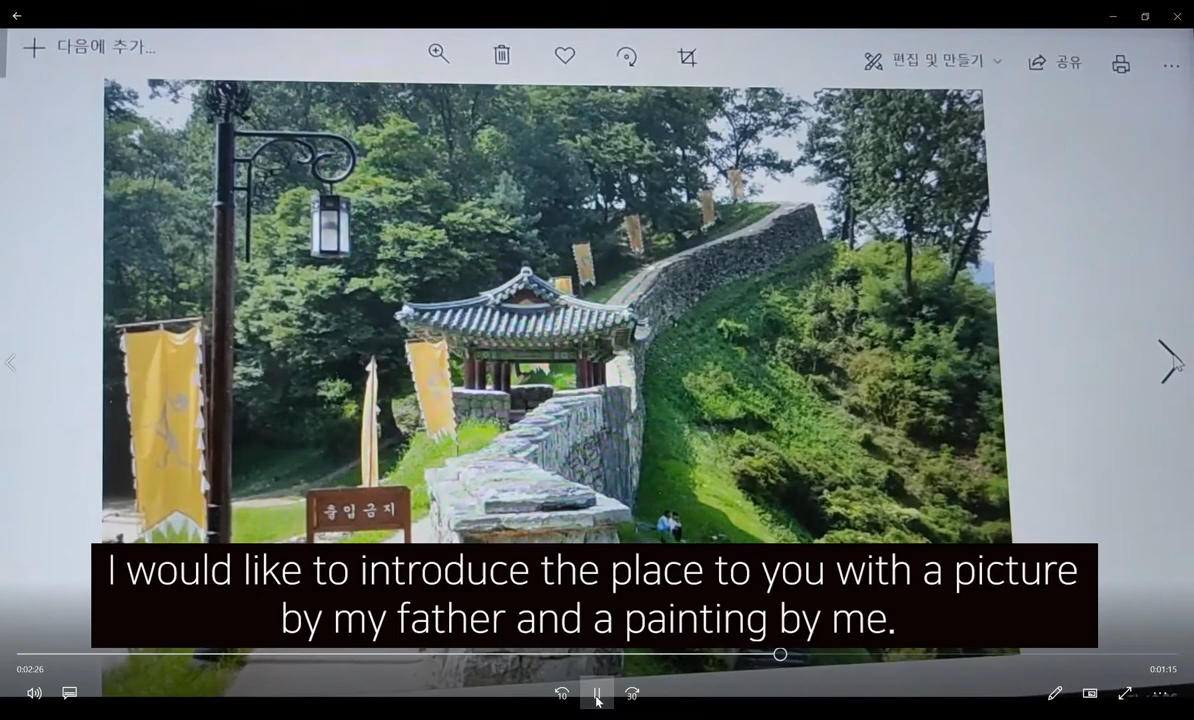 다음에 추가...
편집 및 만들기
공유
출입금지
I would like to introduce the place to you with a picture
by my father and a painting by me.
0:02:26
0:01:15
10
30